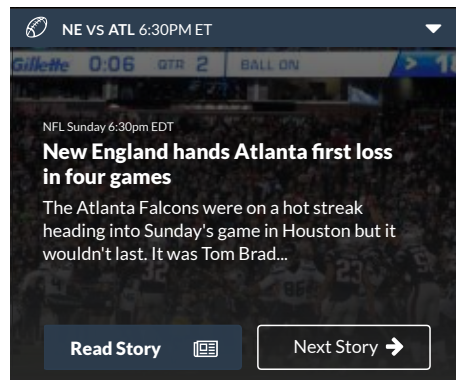 NE VS ATL 6:30PM ET
Gillette 0:06 QTR 2 BALL ON
NFL Sunday 6:30pm EDT
New England hands Atlanta first loss
in four games
The Atlanta Falcons were on a hot streak
heading into Sunday's game in Houston but it
wouldn't last. It was Tom Brad...
Read Story
Next Story